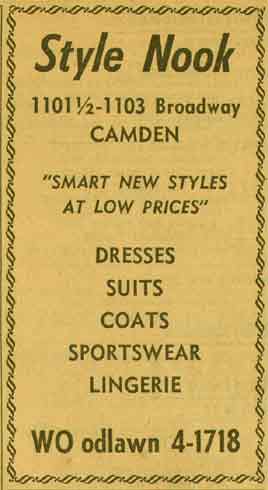 Style Nook
1101½-1103 Broadway
CAMDEN
"SMART NEW STYLES
AT LOW PRICES"
DRESSES
SUITS
COATS
SPORTSWEAR
LINGERIE
WO odlawn 4-1718